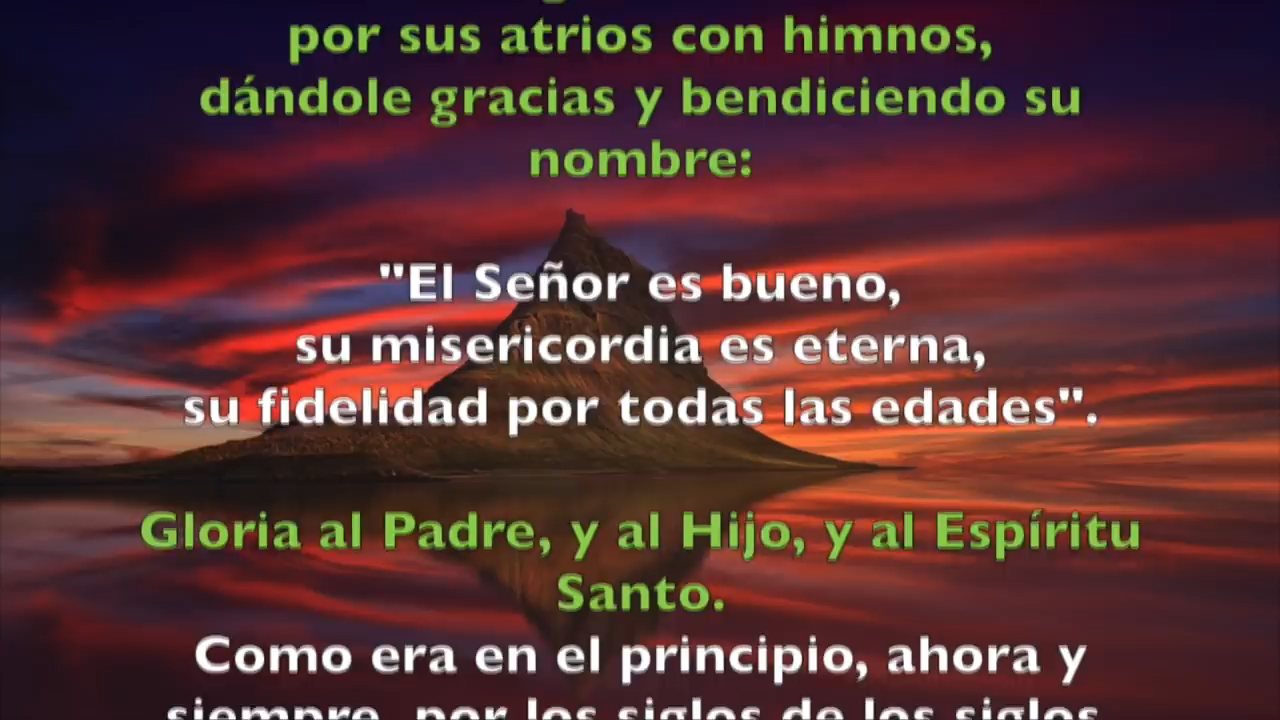 por sus atrios con himnos,
dándole gracias y bendiciendo su
nombre:
"El Señor es bueno,
su misericordia es eterna,
su fidelidad por todas las edades".
Gloria al Padre, y al Hijo, y al Espíritu
Santo.
Como era en el principio, ahora y
siempre, por los siglos de los siglos.